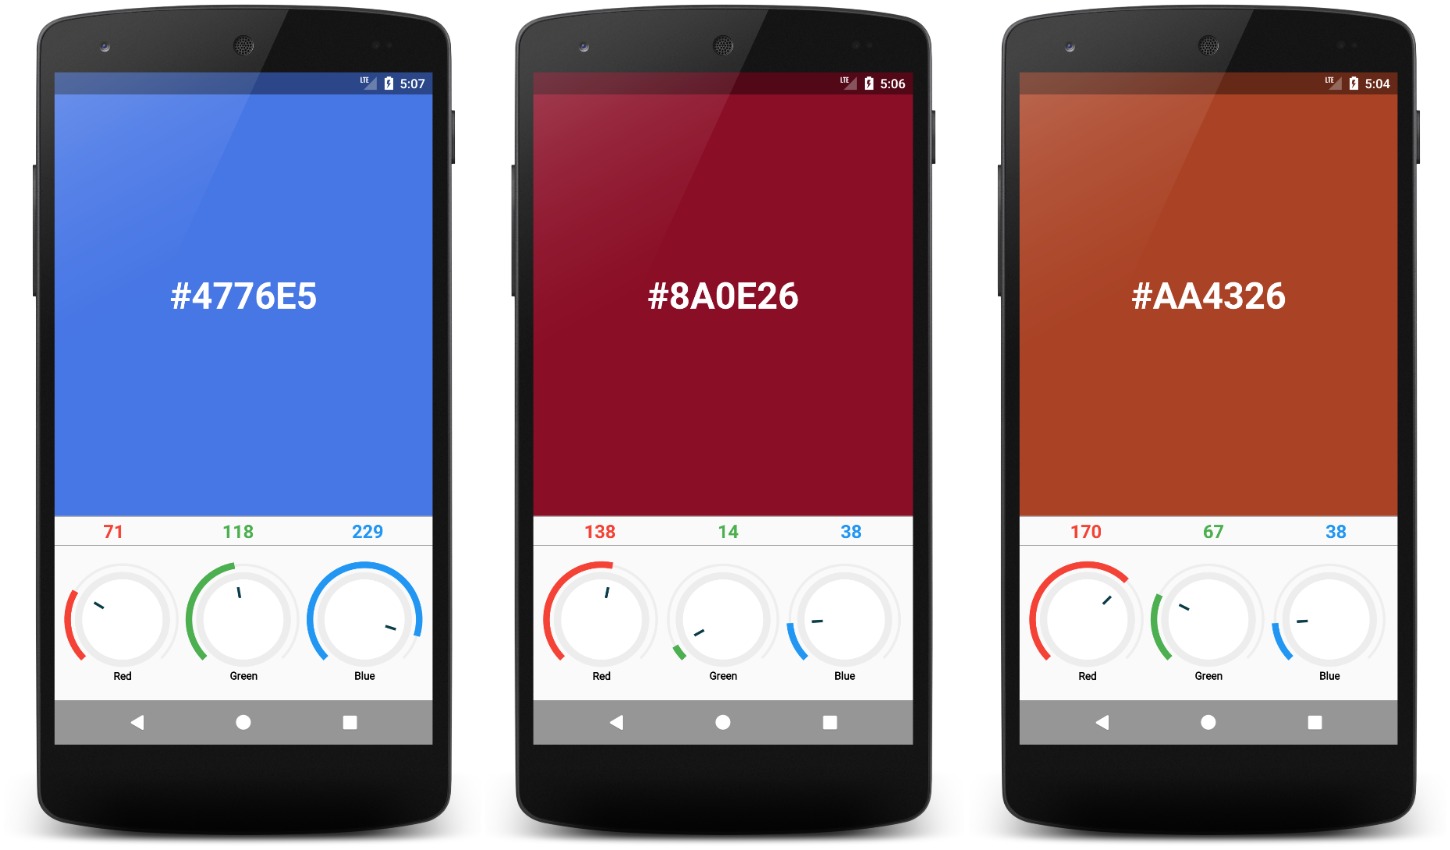 LTE 5:07
#4776E5
71 118 229
Red Green Blue
LTE 5:06
#8A0E26
138 14 38
Red Green Blue
LTE 5:04
#AA4326
170 67 38
Red Green Blue